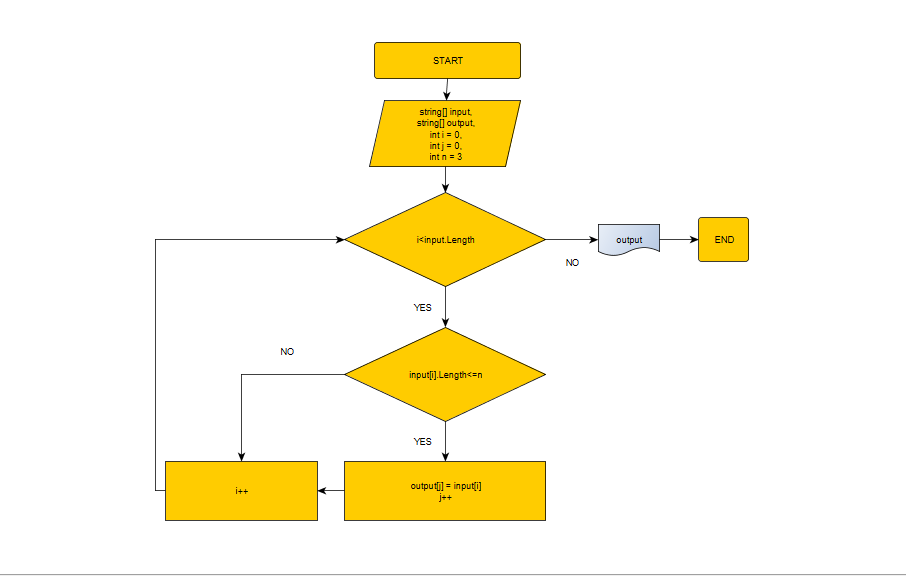 START
string[] input,
string[] output,
int i = 0,
int j = 0,
int n = 3
i<input.Length
NO
output
END
YES
input[i].Length<=n
NO
YES
output[j] = input[i]
j++
i++